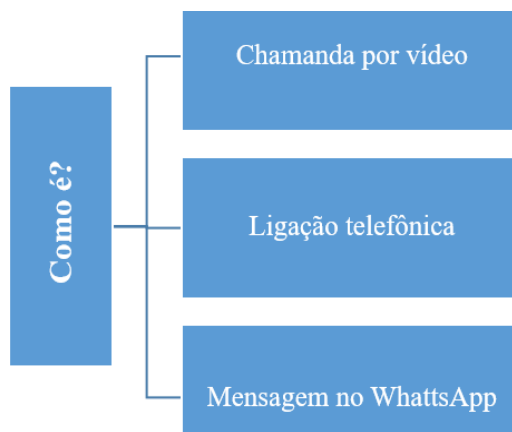 Como é?
Chamanda por vídeo
Ligação telefônica
Mensagem no WhattsApp